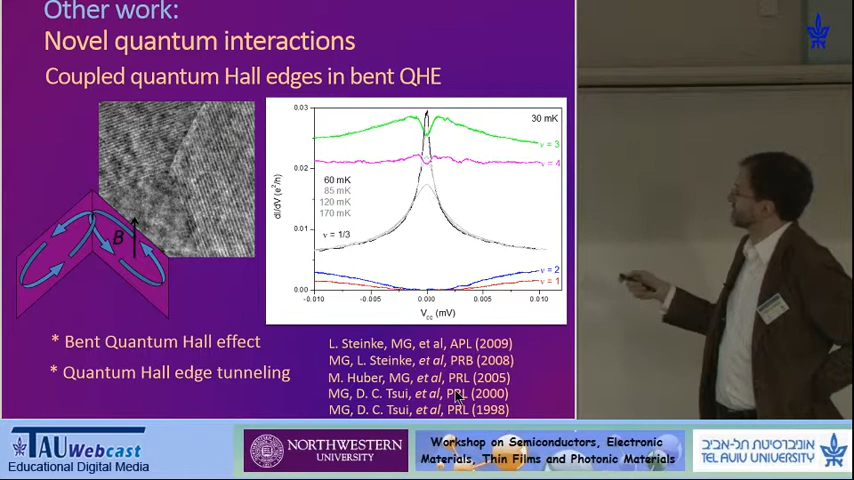 Other work:
Novel quantum interactions
Coupled quantum Hall edges in bent QHE
B
0.03
0.02
0.01
0.00
dI/dV (e²/h)
30 mK
ν = 3
ν = 4
60 mK
85 mK
120 mK
170 mK
ν = 1/3
ν = 2
ν = 1
-0.010
-0.005
0.000
0.005
0.010
V_cc (mV)
* Bent Quantum Hall effect
* Quantum Hall edge tunneling
L. Steinke, MG, et al, APL (2009)
MG, L. Steinke, et al, PRB (2008)
M. Huber, MG, et al, PRL (2005)
MG, D. C. Tsui, et al, PRL (2000)
MG, D. C. Tsui, et al, PRL (1998)
TAU Webcast
Educational Digital Media
NORTHWESTERN
UNIVERSITY
Workshop on Semiconductors, Electronic
Materials, Thin Films and Photonic Materials
אוניברסיטת תל-אביב
TEL AVIV UNIVERSITY